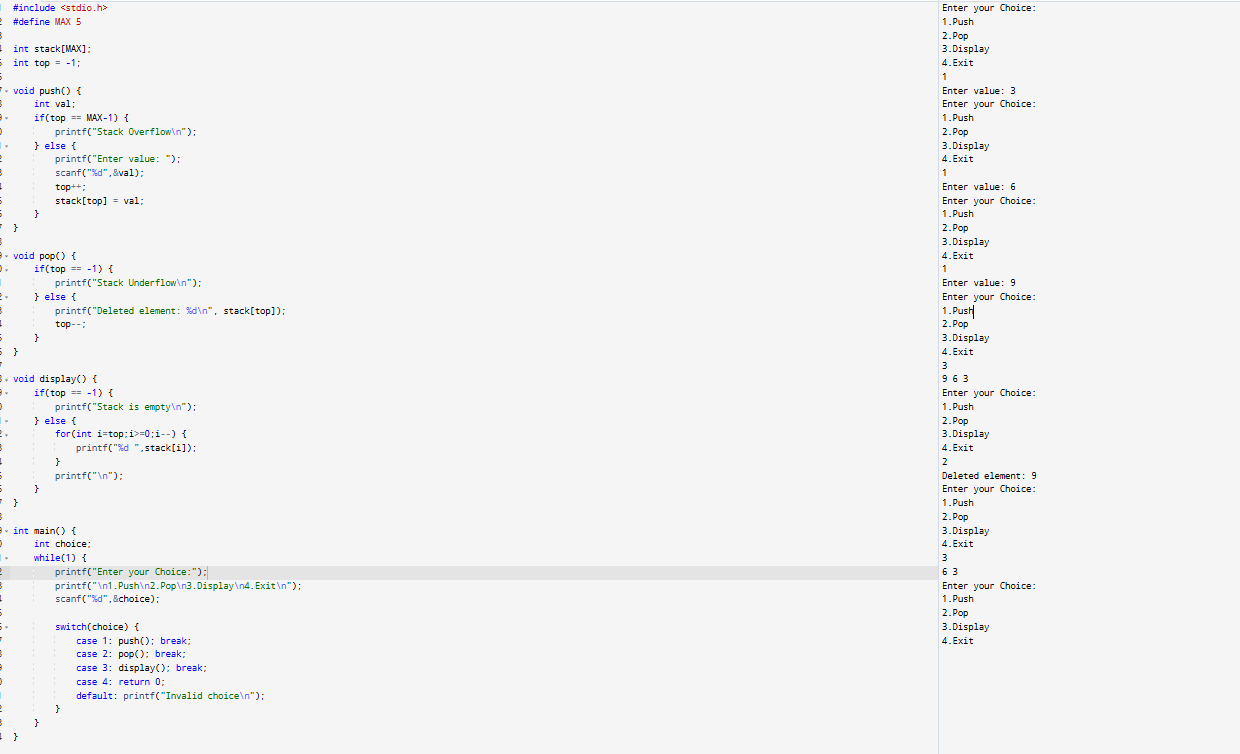 #include <stdio.h>
#define MAX 5
int stack[MAX];
int top = -1;
void push() {
int val;
if(top == MAX-1) {
printf("Stack Overflow\n");
} else {
printf("Enter value: ");
scanf("%d",&val);
top++;
stack[top] = val;
}
}
void pop() {
if(top == -1) {
printf("Stack Underflow\n");
} else {
printf("Deleted element: %d\n", stack[top]);
top--;
}
}
void display() {
if(top == -1) {
printf("Stack is empty\n");
} else {
for(int i=top;i>=0;i--) {
printf("%d ",stack[i]);
}
printf("\n");
}
}
int main() {
int choice;
while(1) {
printf("Enter your Choice:");
printf("\n1.Push\n2.Pop\n3.Display\n4.Exit\n");
scanf("%d",&choice);
switch(choice) {
case 1: push(); break;
case 2: pop(); break;
case 3: display(); break;
case 4: return 0;
default: printf("Invalid choice\n");
}
}
}
Enter your Choice:
1.Push
2.Pop
3.Display
4.Exit
1
Enter value: 3
Enter your Choice:
1.Push
2.Pop
3.Display
4.Exit
1
Enter value: 6
Enter your Choice:
1.Push
2.Pop
3.Display
4.Exit
1
Enter value: 9
Enter your Choice:
1.Push
2.Pop
3.Display
4.Exit
3
9 6 3
Enter your Choice:
1.Push
2.Pop
3.Display
4.Exit
2
Deleted element: 9
Enter your Choice:
1.Push
2.Pop
3.Display
4.Exit
3
6 3
Enter your Choice:
1.Push
2.Pop
3.Display
4.Exit